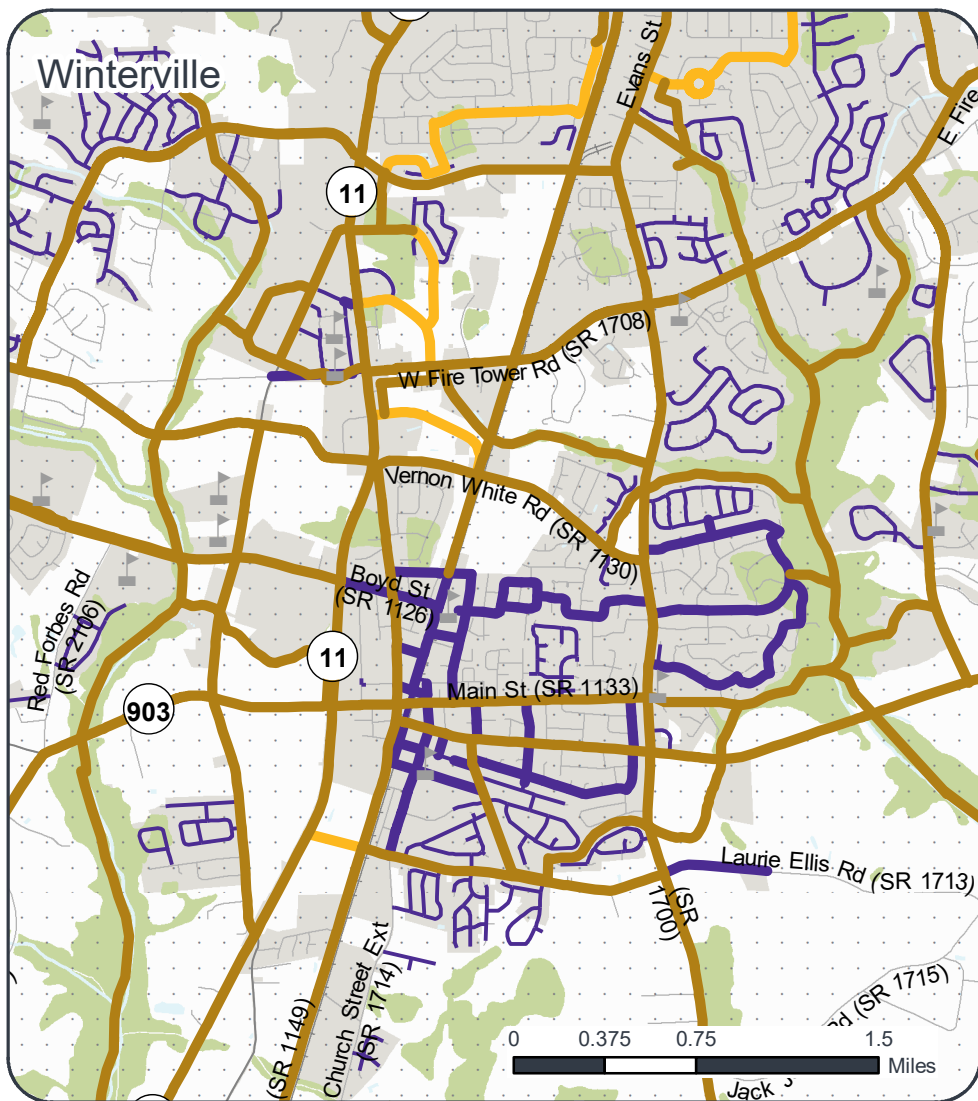 Winterville
Evans St
E Fire
11
W Fire Tower Rd (SR 1708)
Vernon White Rd (SR 1130)
Boyd St
(SR 1126)
Red Forbes Rd
(SR 2106)
11
Main St (SR 1133)
903
Laurie Ellis Rd (SR 1713)
(SR
1700)
Church Street Ext
(SR 1714)
(SR 1149)
Rd (SR 1715)
0 0.375 0.75 1.5
Miles
Jack